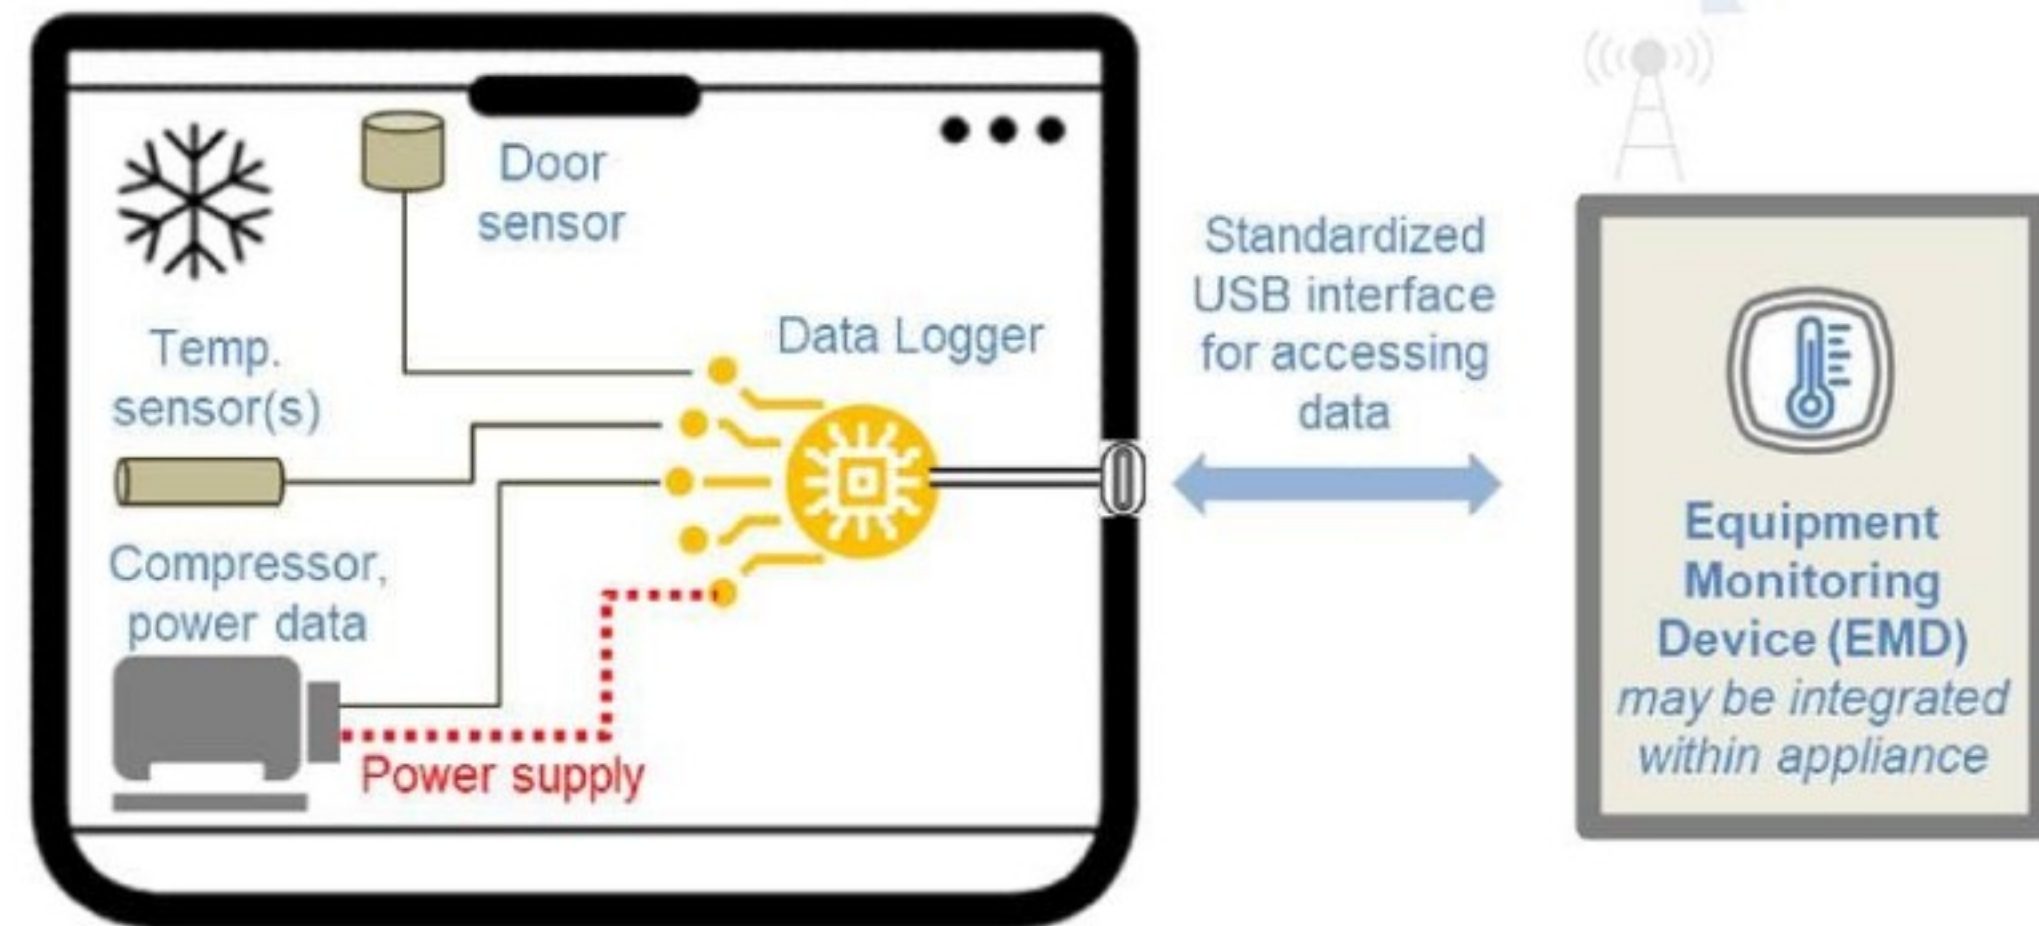 Door
sensor
Temp.
sensor(s)
Data Logger
Compressor,
power data
Power supply
Standardized
USB interface
for accessing
data
Equipment
Monitoring
Device (EMD)
may be integrated
within appliance